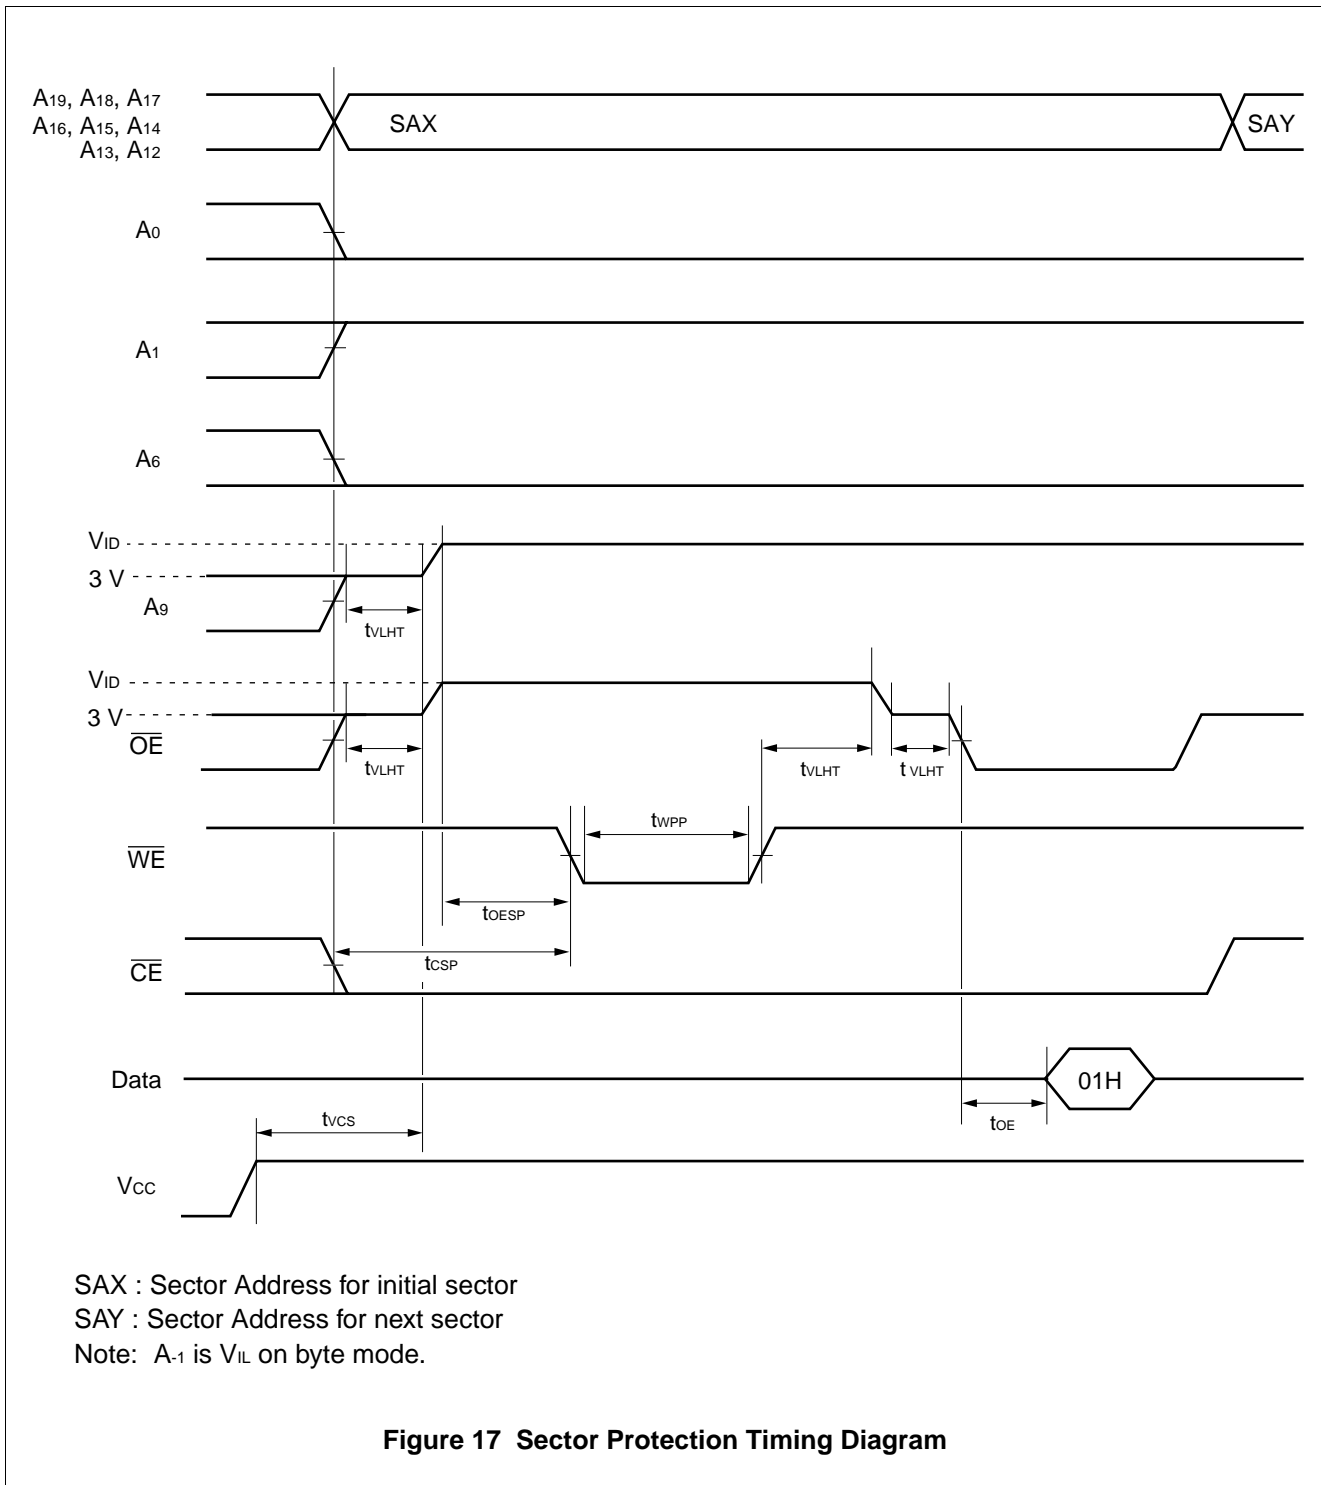 A19, A18, A17
A16, A15, A14
A13, A12
SAX
SAY
A0
A1
A6
VID
3 V
A9
tVLHT
VID
3 V
OE
tVLHT
tVLHT
t VLHT
tWPP
WE
tOESP
tCSP
CE
Data
01H
tOE
tVCS
VCC
SAX : Sector Address for initial sector
SAY : Sector Address for next sector
Note: A-1 is VIL on byte mode.
Figure 17 Sector Protection Timing Diagram